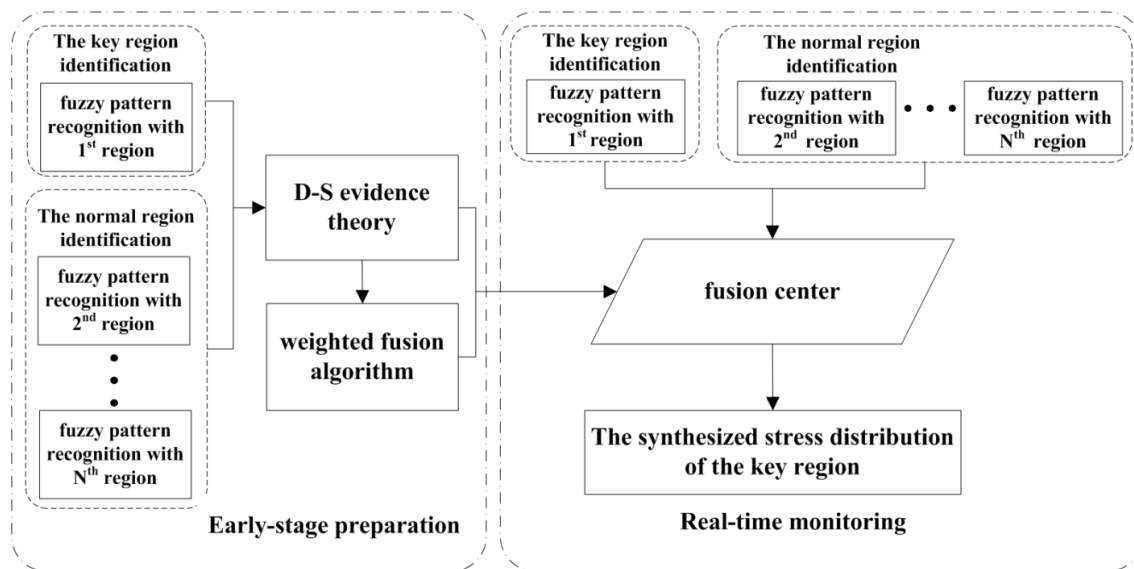 The key region
identification
fuzzy pattern
recognition with
1st region
The normal region
identification
fuzzy pattern
recognition with
2nd region
• • •
fuzzy pattern
recognition with
Nth region
D-S evidence
theory
weighted fusion
algorithm
Early-stage preparation
The key region
identification
fuzzy pattern
recognition with
1st region
The normal region
identification
fuzzy pattern
recognition with
2nd region
• • •
fuzzy pattern
recognition with
Nth region
fusion center
The synthesized stress distribution
of the key region
Real-time monitoring